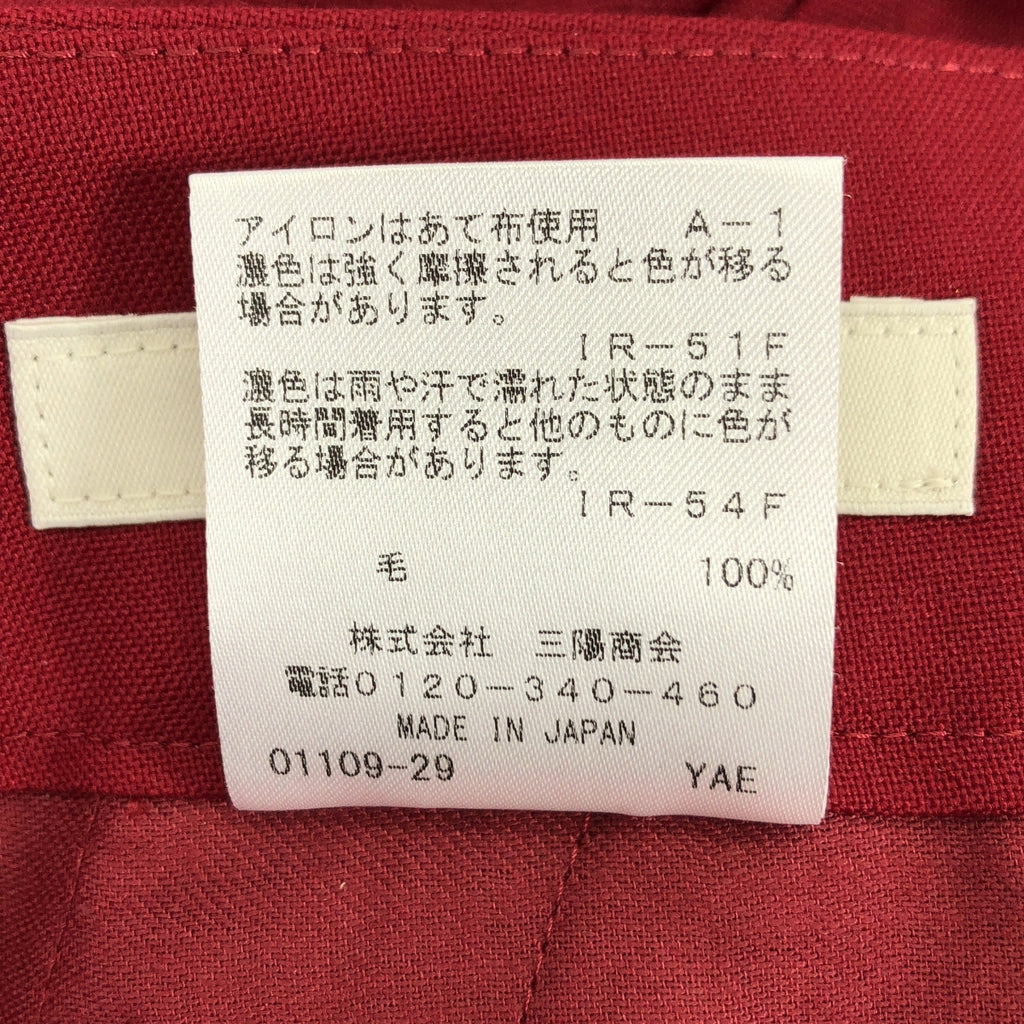 アイロンはあて布使用　A－1
濃色は強く摩擦されると色が移る
場合があります。
IR－51F
濃色は雨や汗で濡れた状態のまま
長時間着用すると他のものに色が
移る場合があります。
IR－54F
毛　100%
株式会社　三陽商会
電話0120－340－460
MADE IN JAPAN
01109-29　YAE